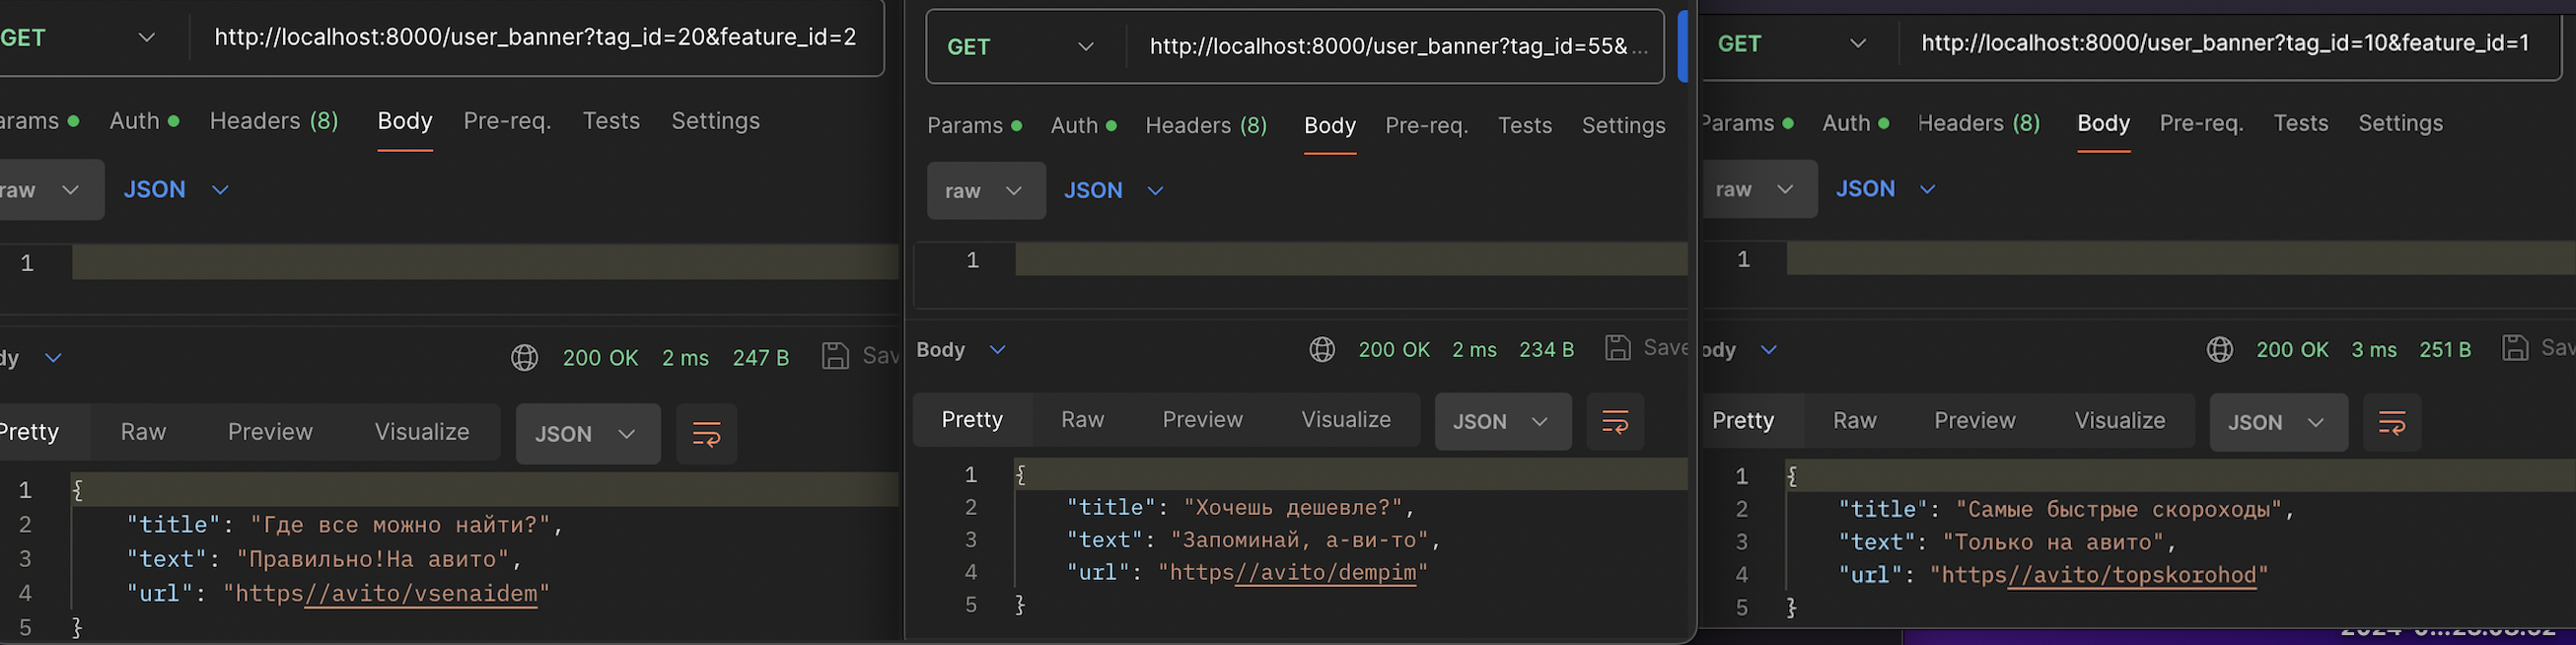 GET http://localhost:8000/user_banner?tag_id=20&feature_id=2
arams Auth Headers (8) Body Pre-req. Tests Settings
raw JSON
1
dy 200 OK 2 ms 247 B Sav
Pretty Raw Preview Visualize JSON
1 {
2 "title": "Где все можно найти?",
3 "text": "Правильно!На авито",
4 "url": "https//avito/vsenaidem"
5 }
GET http://localhost:8000/user_banner?tag_id=55&...
Params Auth Headers (8) Body Pre-req. Tests Settings
raw JSON
1
Body 200 OK 2 ms 234 B Save
Pretty Raw Preview Visualize JSON
1 {
2 "title": "Хочешь дешевле?",
3 "text": "Запоминай, а-ви-то",
4 "url": "https//avito/dempim"
5 }
GET http://localhost:8000/user_banner?tag_id=10&feature_id=1
Params Auth Headers (8) Body Pre-req. Tests Settings
raw JSON
1
ody 200 OK 3 ms 251 B Sav
Pretty Raw Preview Visualize JSON
1 {
2 "title": "Самые быстрые скороходы",
3 "text": "Только на авито",
4 "url": "https//avito/topskorohod"
5 }